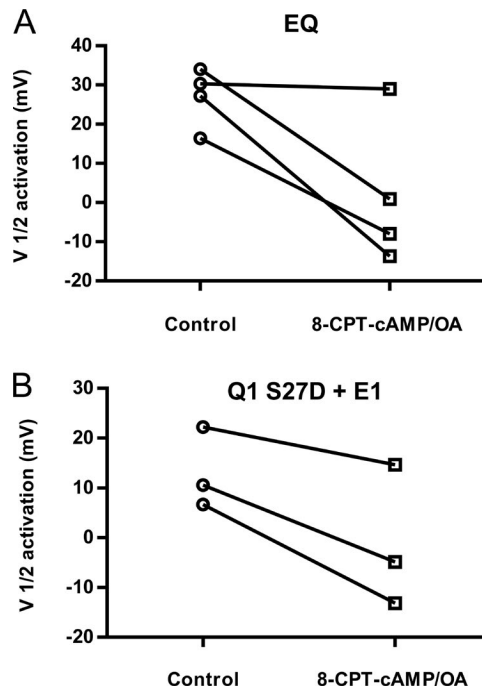 A
EQ
V 1/2 activation (mV)
40
30
20
10
0
-10
-20
Control
8-CPT-cAMP/OA
B
Q1 S27D + E1
V 1/2 activation (mV)
30
20
10
0
-10
-20
Control
8-CPT-cAMP/OA